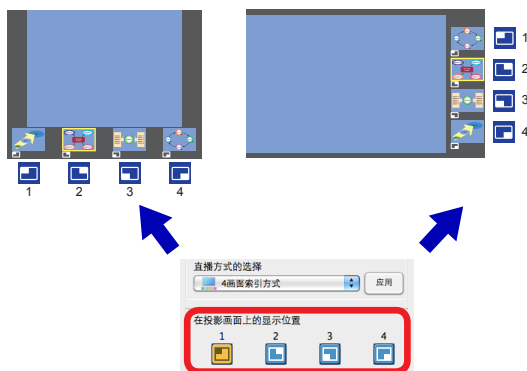 1
2
3
4
1 2 3 4
直播方式的选择
4画面索引方式 应用
在投影画面上的显示位置
1 2 3 4